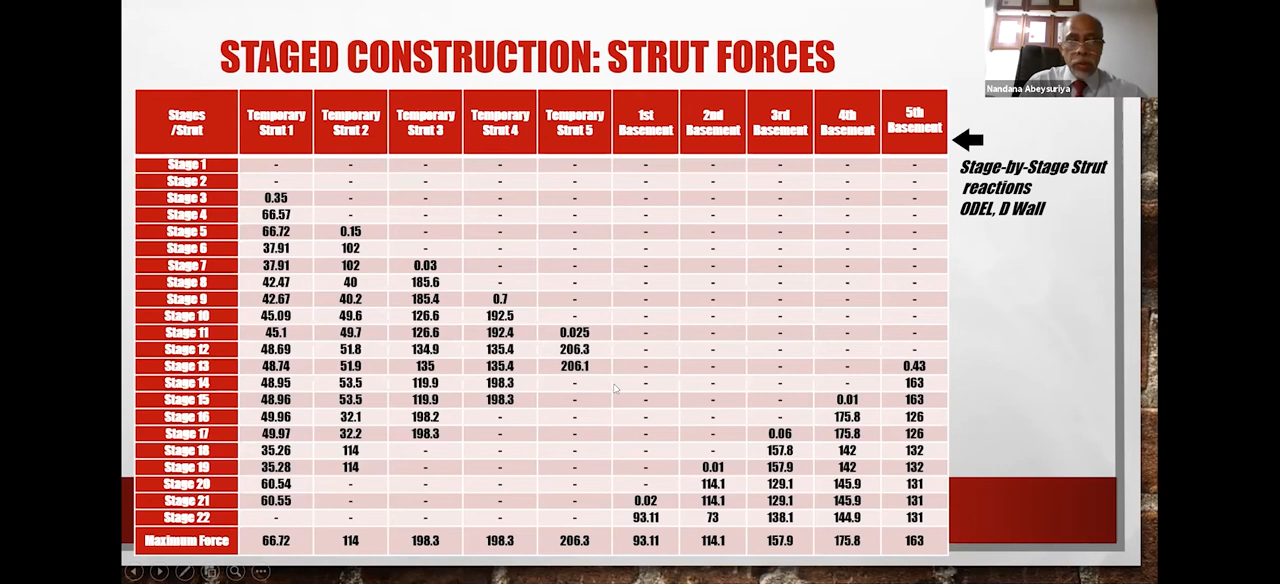 STAGED CONSTRUCTION: STRUT FORCES
Nandana Abeysuriya
Stages /Strut Temporary Strut 1 Temporary Strut 2 Temporary Strut 3 Temporary Strut 4 Temporary Strut 5 1st Basement 2nd Basement 3rd Basement 4th Basement 5th Basement
Stage 1 - - - - - - - - - -
Stage 2 - - - - - - - - - -
Stage 3 0.35 - - - - - - - - -
Stage 4 66.57 - - - - - - - - -
Stage 5 66.72 0.15 - - - - - - - -
Stage 6 37.91 102 - - - - - - - -
Stage 7 37.91 102 0.03 - - - - - - -
Stage 8 42.47 40 185.6 - - - - - - -
Stage 9 42.67 40.2 185.4 0.7 - - - - - -
Stage 10 45.09 49.6 126.6 192.5 - - - - - -
Stage 11 45.1 49.7 126.6 192.4 0.025 - - - - -
Stage 12 48.69 51.8 134.9 135.4 206.3 - - - - -
Stage 13 48.74 51.9 135 135.4 206.1 - - - - 0.43
Stage 14 48.95 53.5 119.9 198.3 - - - - - 163
Stage 15 48.96 53.5 119.9 198.3 - - - - 0.01 163
Stage 16 49.96 32.1 198.2 - - - - - 175.8 126
Stage 17 49.97 32.2 198.3 - - - - 0.06 175.8 126
Stage 18 35.26 114 - - - - - 157.8 142 132
Stage 19 35.28 114 - - - - 0.01 157.9 142 132
Stage 20 60.54 - - - - - 114.1 129.1 145.9 131
Stage 21 60.55 - - - - 0.02 114.1 129.1 145.9 131
Stage 22 - - - - - 93.11 73 138.1 144.9 131
Maximum Force 66.72 114 198.3 198.3 206.3 93.11 114.1 157.9 175.8 163
Stage-by-Stage Strut
reactions
ODEL, D Wall